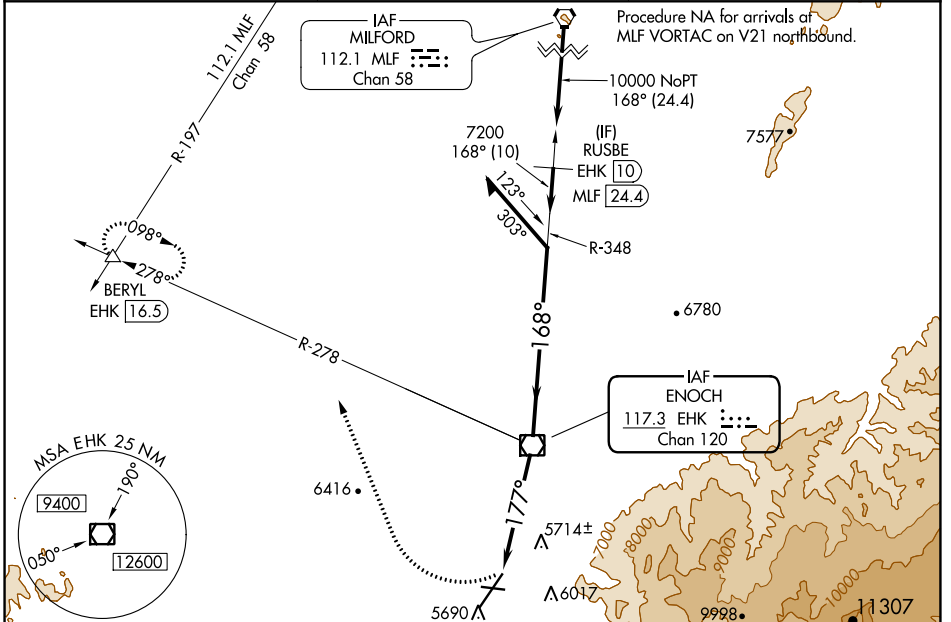 IAF
MILFORD
112.1 MLF
Chan 58
Procedure NA for arrivals at
MLF VORTAC on V21 northbound.
112.1 MLF
Chan 58
R-197
10000 NoPT
168° (24.4)
7577
7200
168° (10)
(IF)
RUSBE
EHK 10
MLF 24.4
123°
303°
R-348
098°
278°
BERYL
EHK 16.5
R-278
168°
6780
IAF
ENOCH
117.3 EHK
Chan 120
MSA EHK 25 NM
190°
9400
050°
12600
6416
177°
5714±
7000
8000
9000
10000
6017
5690
9998
11307